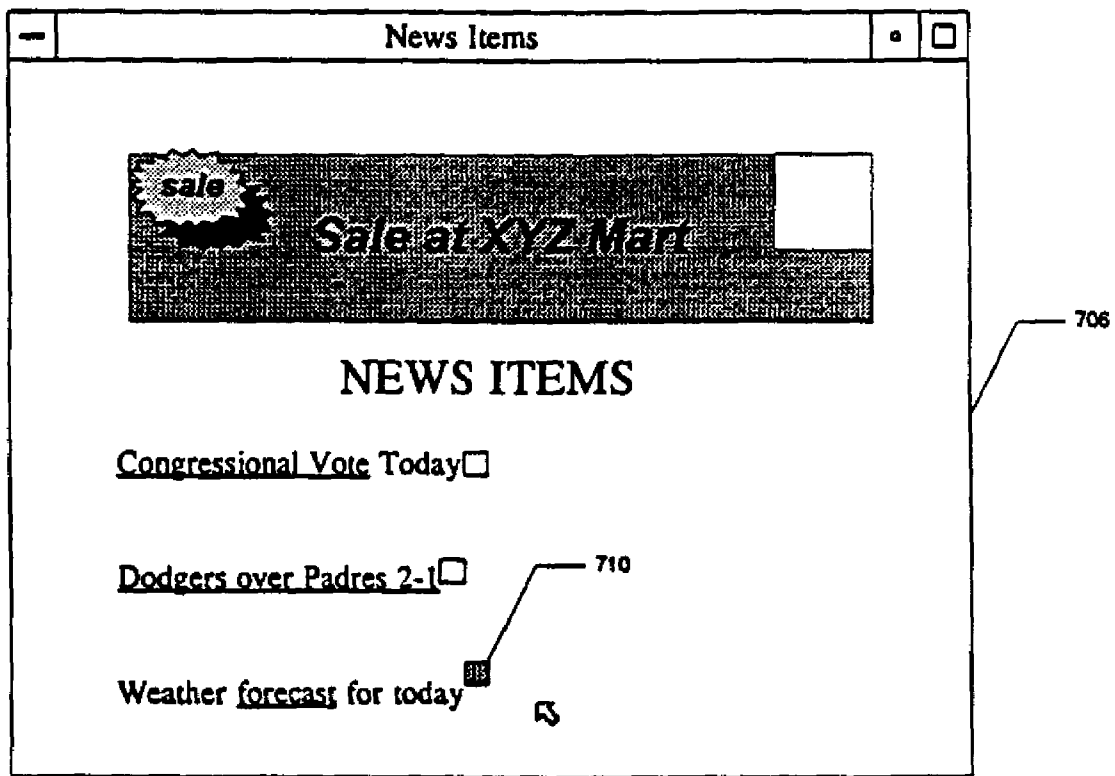 News Items
sale
Sale at XYZ-Mart
706
NEWS ITEMS
Congressional Vote Today
710
Dodgers over Padres 2-1
Weather forecast for today